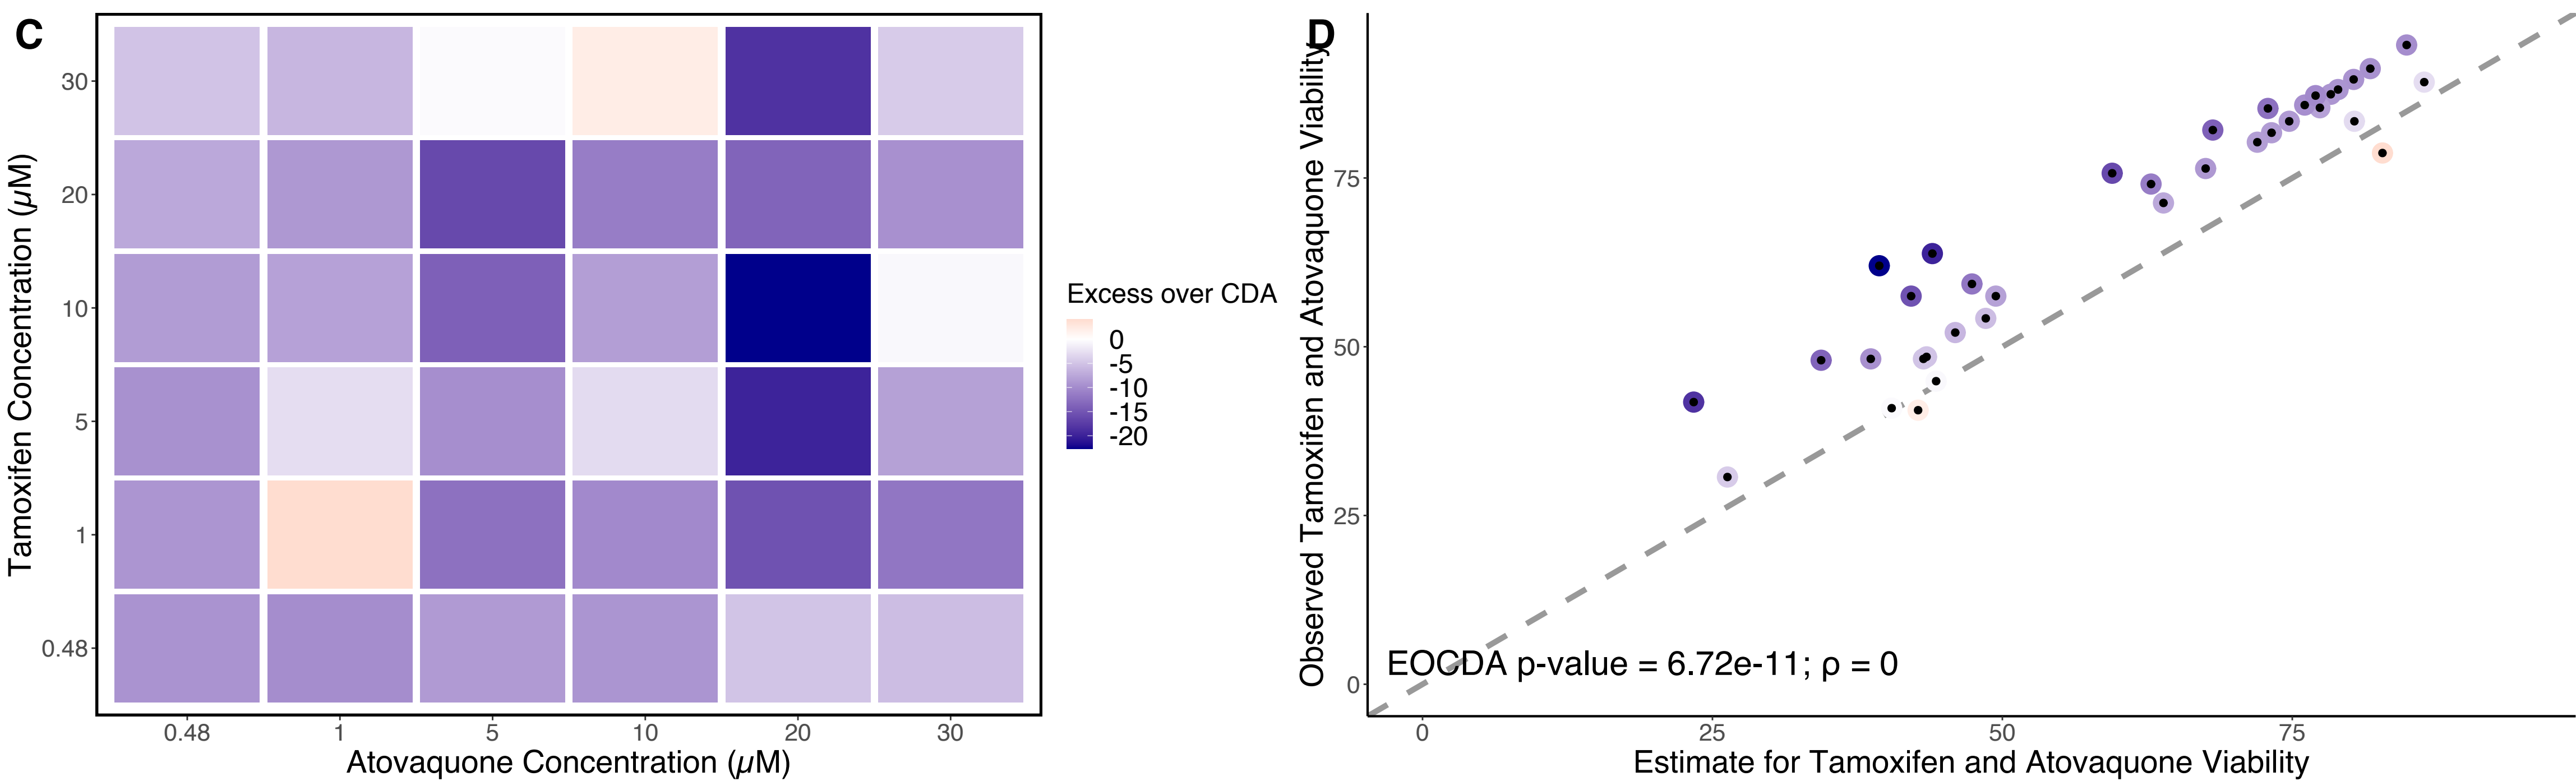 C
Tamoxifen Concentration (µM)
30
20
10
5
1
0.48
0.48 1 5 10 20 30
Atovaquone Concentration (µM)
Excess over CDA
0
-5
-10
-15
-20
D
Observed Tamoxifen and Atovaquone Viability
75
50
25
0
EOCDA p-value = 6.72e-11; ρ = 0
0 25 50 75
Estimate for Tamoxifen and Atovaquone Viability